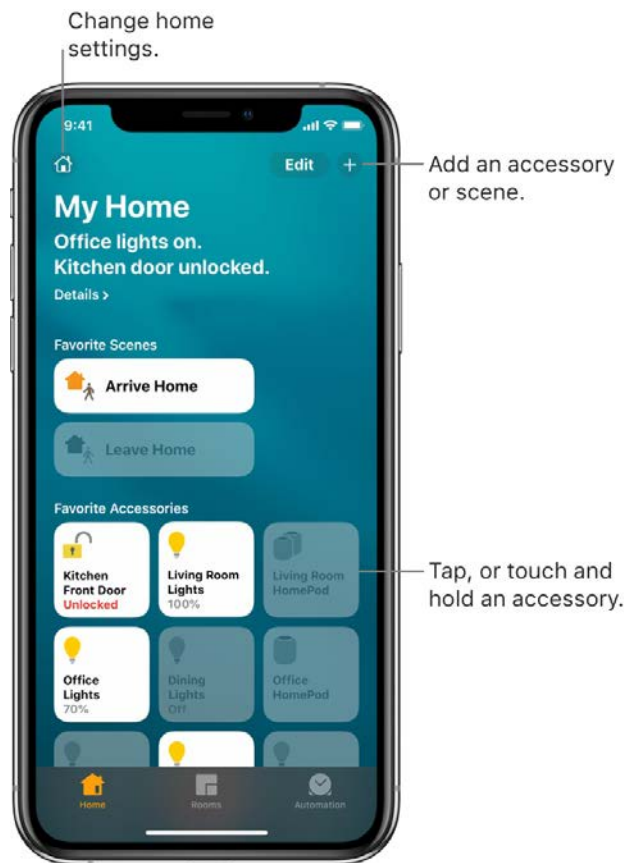 Change home
settings.
9:41
Edit
Add an accessory
or scene.
My Home
Office lights on.
Kitchen door unlocked.
Details >
Favorite Scenes
Arrive Home
Leave Home
Favorite Accessories
Kitchen
Front Door
Unlocked
Living Room
Lights
100%
Living Room
HomePod
Tap, or touch and
hold an accessory.
Office
Lights
70%
Dining
Lights
Off
Office
HomePod
Home
Rooms
Automation